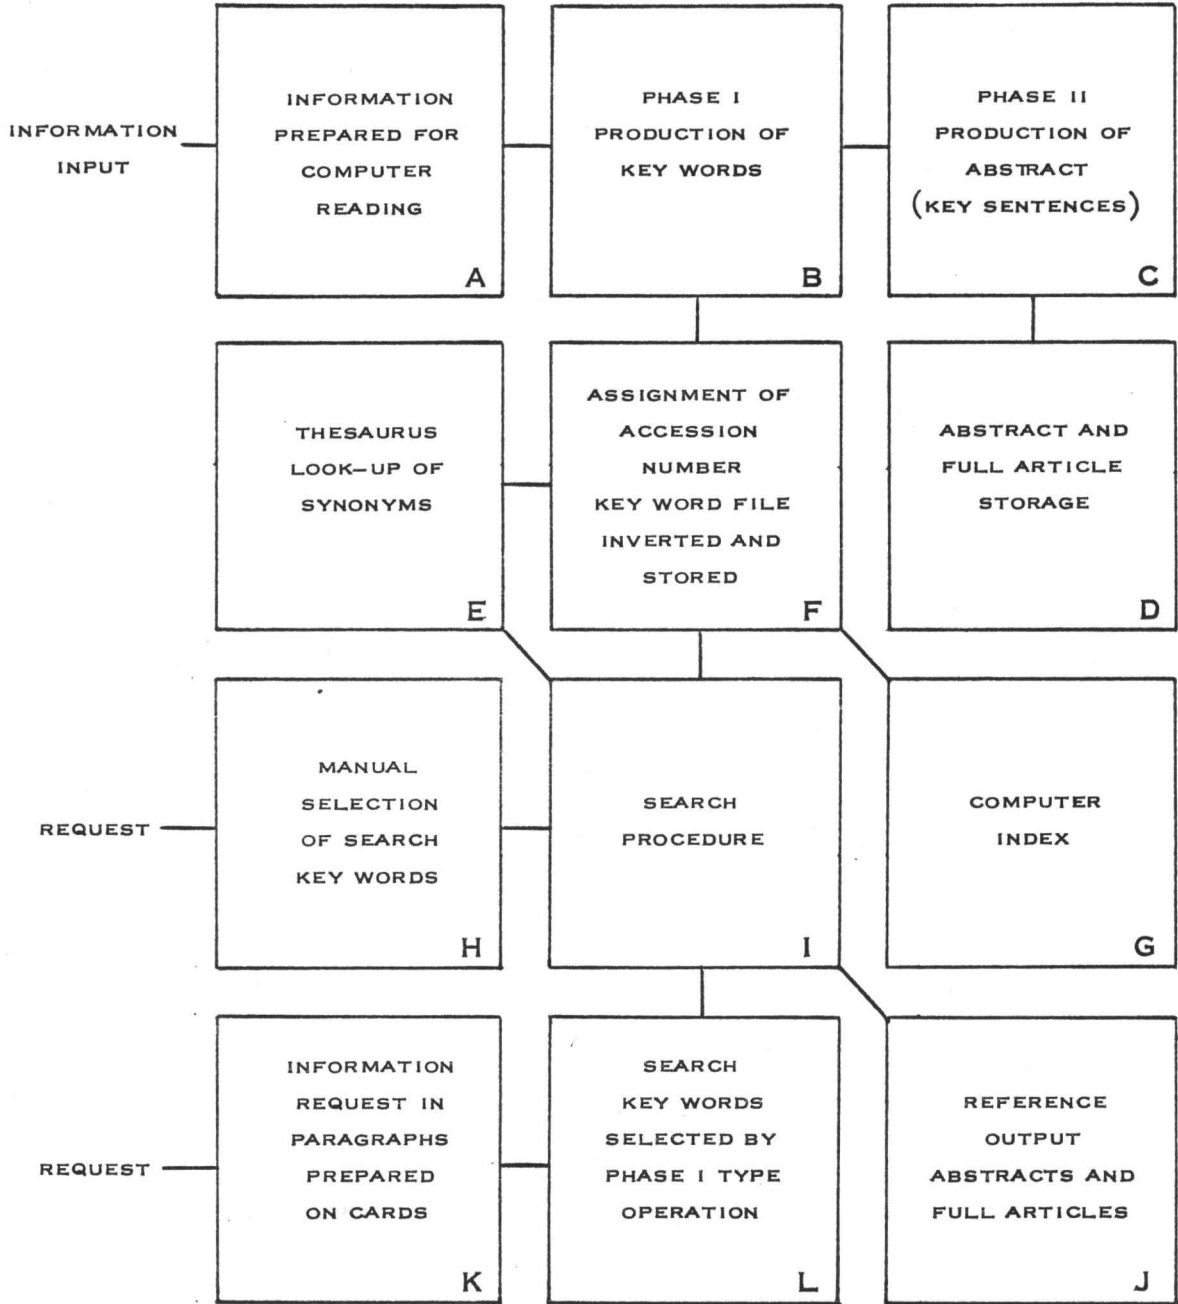 INFORMATION
INPUT
INFORMATION
PREPARED FOR
COMPUTER
READING
A
PHASE I
PRODUCTION OF
KEY WORDS
B
PHASE II
PRODUCTION OF
ABSTRACT
(KEY SENTENCES)
C
THESAURUS
LOOK-UP OF
SYNONYMS
E
ASSIGNMENT OF
ACCESSION
NUMBER
KEY WORD FILE
INVERTED AND
STORED
F
ABSTRACT AND
FULL ARTICLE
STORAGE
D
REQUEST
MANUAL
SELECTION
OF SEARCH
KEY WORDS
H
SEARCH
PROCEDURE
I
COMPUTER
INDEX
G
REQUEST
INFORMATION
REQUEST IN
PARAGRAPHS
PREPARED
ON CARDS
K
SEARCH
KEY WORDS
SELECTED BY
PHASE I TYPE
OPERATION
L
REFERENCE
OUTPUT
ABSTRACTS AND
FULL ARTICLES
J